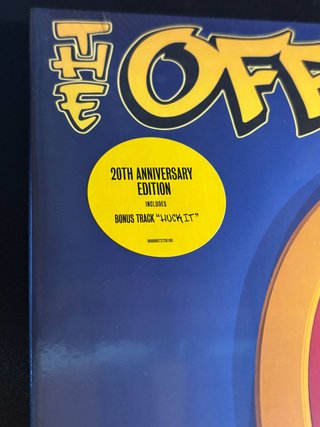 THE OFF
20TH ANNIVERSARY
EDITION
INCLUDES
BONUS TRACK "HUCK IT"